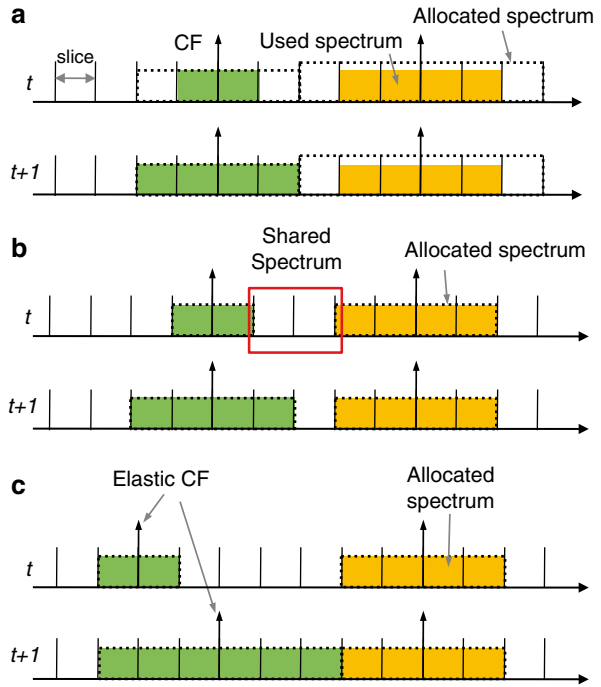 a
Allocated spectrum
slice
CF
Used spectrum
t
t+1
b
Shared
Spectrum
Allocated spectrum
t
t+1
c
Elastic CF
Allocated
spectrum
t
t+1